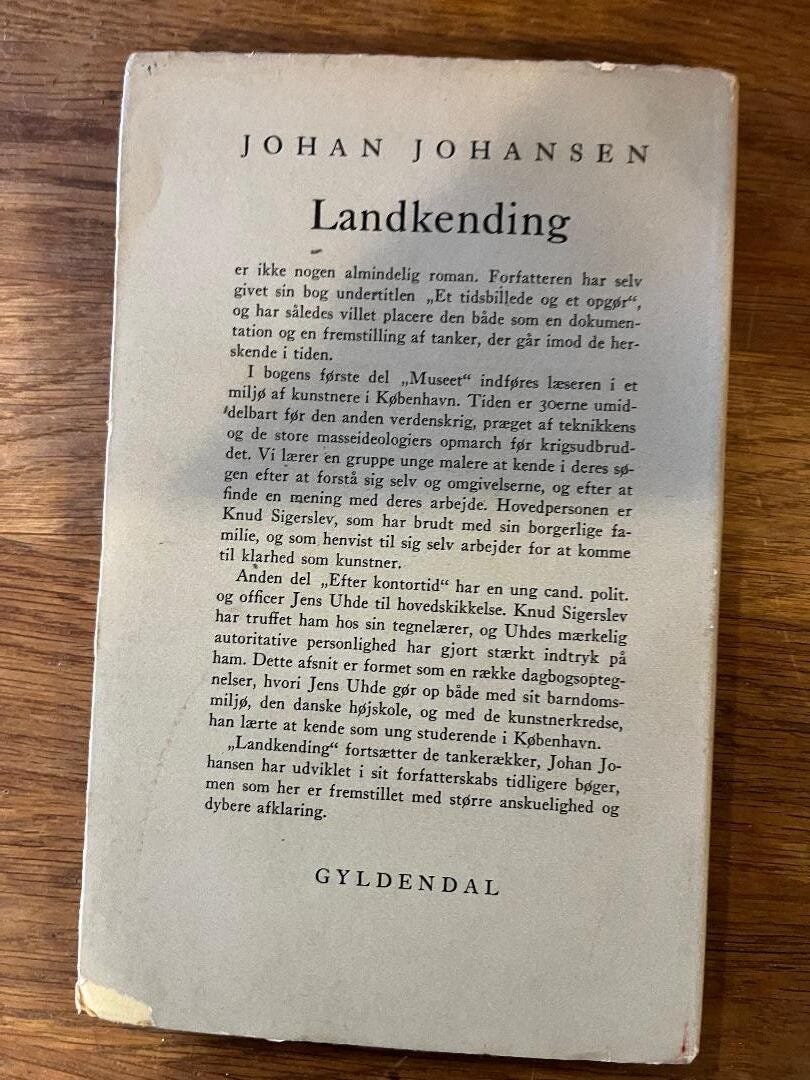 JOHAN JOHANSEN
Landkending
er ikke nogen almindelig roman. Forfatteren har selv
givet sin bog undertitlen „Et tidsbillede og et opgør“,
og har således villet placere den både som en dokumen-
tation og en fremstilling af tanker, der går imod de her-
skende i tiden.
I bogens første del „Museet“ indføres læseren i et
miljø af kunstnere i København. Tiden er 30erne umid-
delbart før den anden verdenskrig, præget af teknikkens
og de store masseideologiers opmarch før krigsudbrud-
det. Vi lærer en gruppe unge malere at kende i deres sø-
gen efter at forstå sig selv og omgivelserne, og efter at
finde en mening med deres arbejde. Hovedpersonen er
Knud Sigerslev, som har brudt med sin borgerlige fa-
milie, og som henvist til sig selv arbejder for at komme
til klarhed som kunstner.
Anden del „Efter kontortid“ har en ung cand. polit.
og officer Jens Uhde til hovedskikkelse. Knud Sigerslev
har truffet ham hos sin tegnelærer, og Uhdes mærkelig
autoritative personlighed har gjort stærkt indtryk på
ham. Dette afsnit er formet som en række dagbogsopteg-
nelser, hvori Jens Uhde gør op både med sit barndoms-
miljø, den danske højskole, og med de kunstnerkredse,
han lærte at kende som ung studerende i København.
„Landkending“ fortsætter de tankerækker, Johan Jo-
hansen har udviklet i sit forfatterskabs tidligere bøger,
men som her er fremstillet med større anskuelighed og
dybere afklaring.
GYLDENDAL